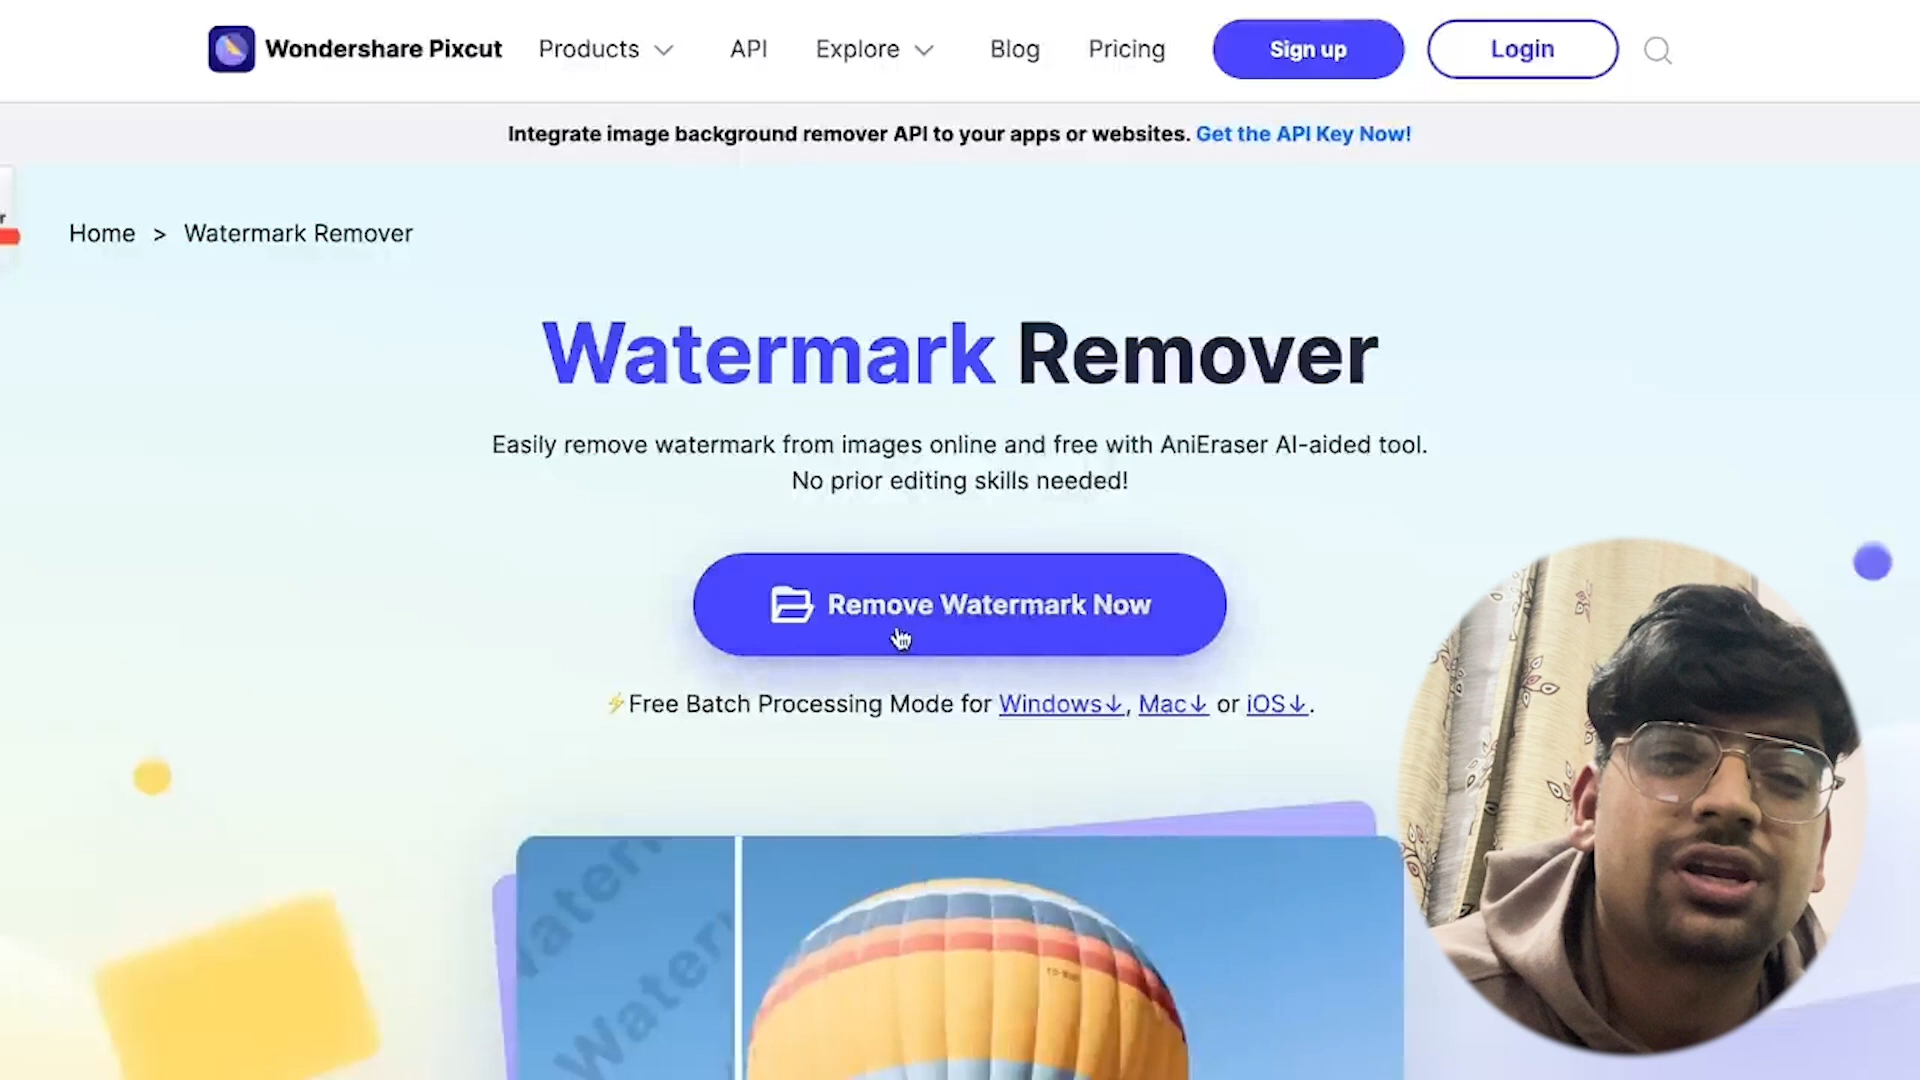 Wondershare Pixcut
Products
API
Explore
Blog
Pricing
Sign up
Login
Integrate image background remover API to your apps or websites. Get the API Key Now!
r
Home > Watermark Remover
Watermark Remover
Easily remove watermark from images online and free with AniEraser AI-aided tool.
No prior editing skills needed!
Remove Watermark Now
⚡Free Batch Processing Mode for Windows↓, Mac↓ or iOS↓.